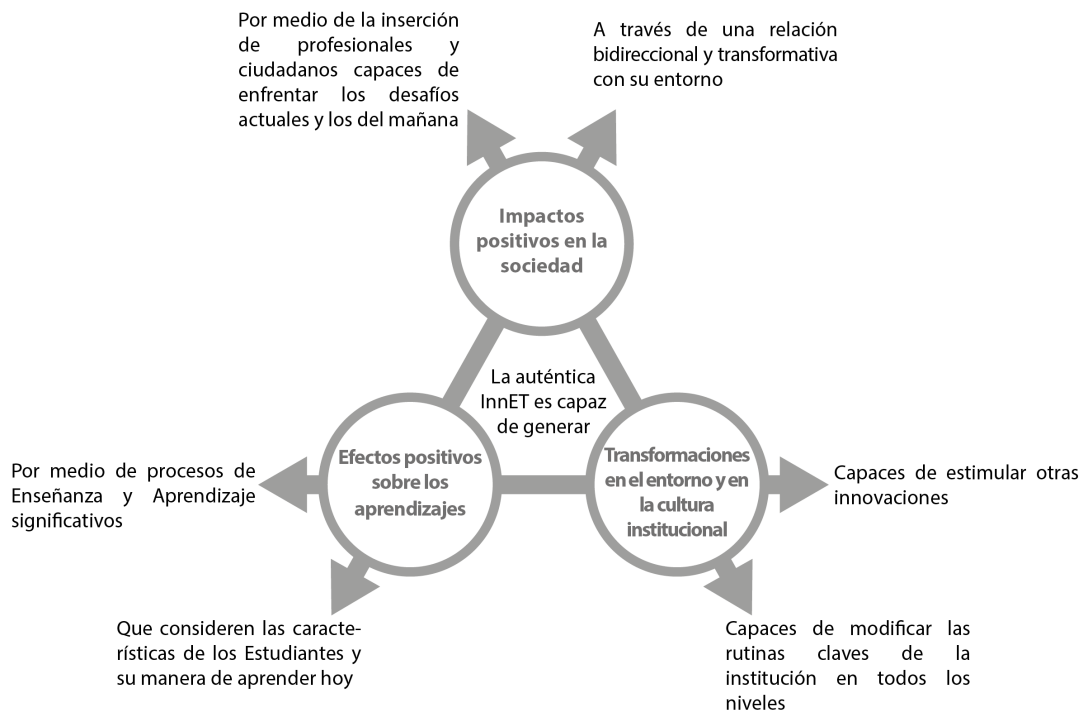 Por medio de la inserción
de profesionales y
ciudadanos capaces de
enfrentar los desafíos
actuales y los del mañana
A través de una relación
bidireccional y transformativa
con su entorno
Impactos
positivos en la
sociedad
La auténtica
InnET es capaz
de generar
Efectos positivos
sobre los
aprendizajes
Transformaciones
en el entorno y en
la cultura
institucional
Por medio de procesos de
Enseñanza y Aprendizaje
significativos
Capaces de estimular otras
innovaciones
Que consideren las caracte-
rísticas de los Estudiantes y
su manera de aprender hoy
Capaces de modificar las
rutinas claves de la
institución en todos los
niveles